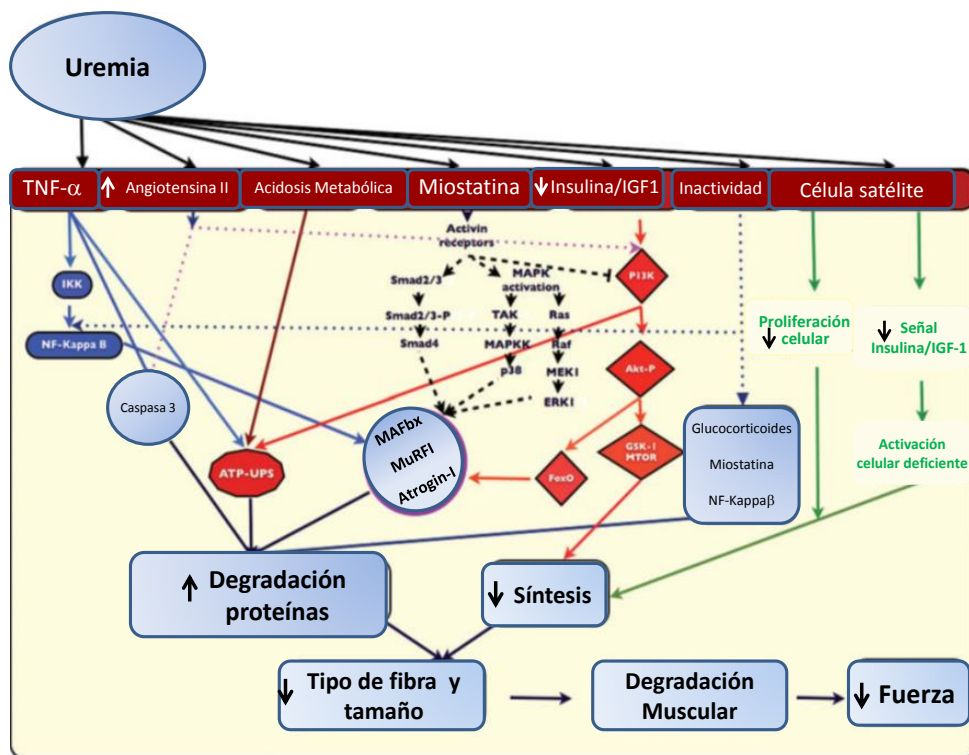 Uremia
TNF-α
Angiotensina II
Acidosis Metabólica
Miostatina
Insulina/IGF1
Inactividad
Célula satélite
Activin
receptors
IKK
NF-Kappa B
Smad2/3
Smad2/3-P
Smad4
MAPK
activation
TAK
MAPKK
p38
Ras
Raf
MEK1
ERK1
PI3K
Akt-P
GSK-1
MTOR
FoxO
Proliferación
celular
Señal
Insulina/IGF-1
Activación
celular deficiente
Caspasa 3
ATP-UPS
MAFbx
MuRFI
Atrogin-I
Glucocorticoides
Miostatina
NF-Kappaβ
Degradación
proteínas
Síntesis
Tipo de fibra y
tamaño
Degradación
Muscular
Fuerza